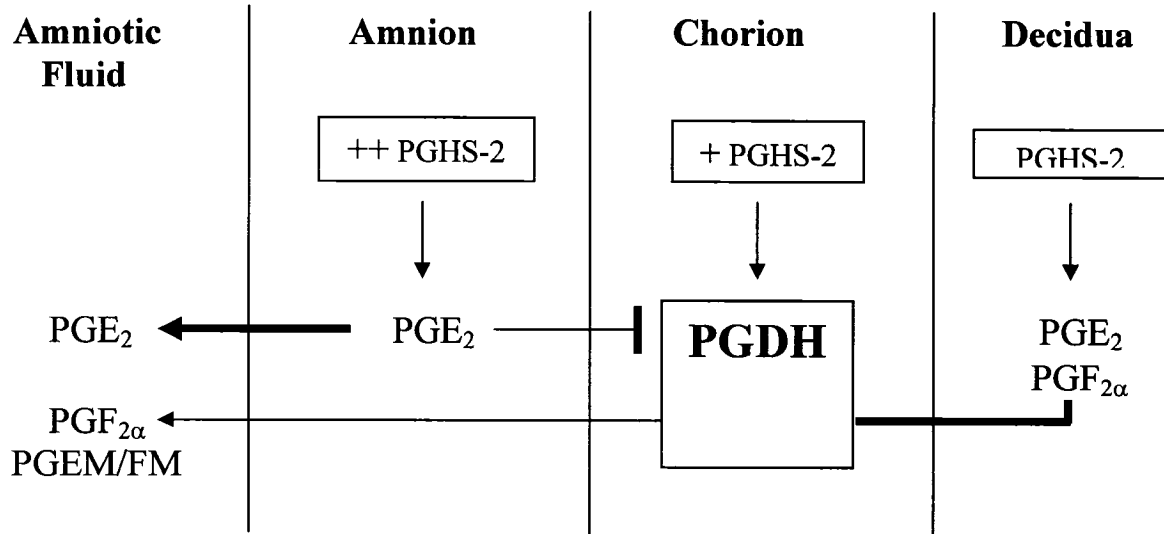 Amniotic
Fluid
Amnion
Chorion
Decidua
++ PGHS-2
+ PGHS-2
PGHS-2
PGE₂
PGE₂
PGDH
PGE₂
PGF₂α
PGF₂α
PGEM/FM